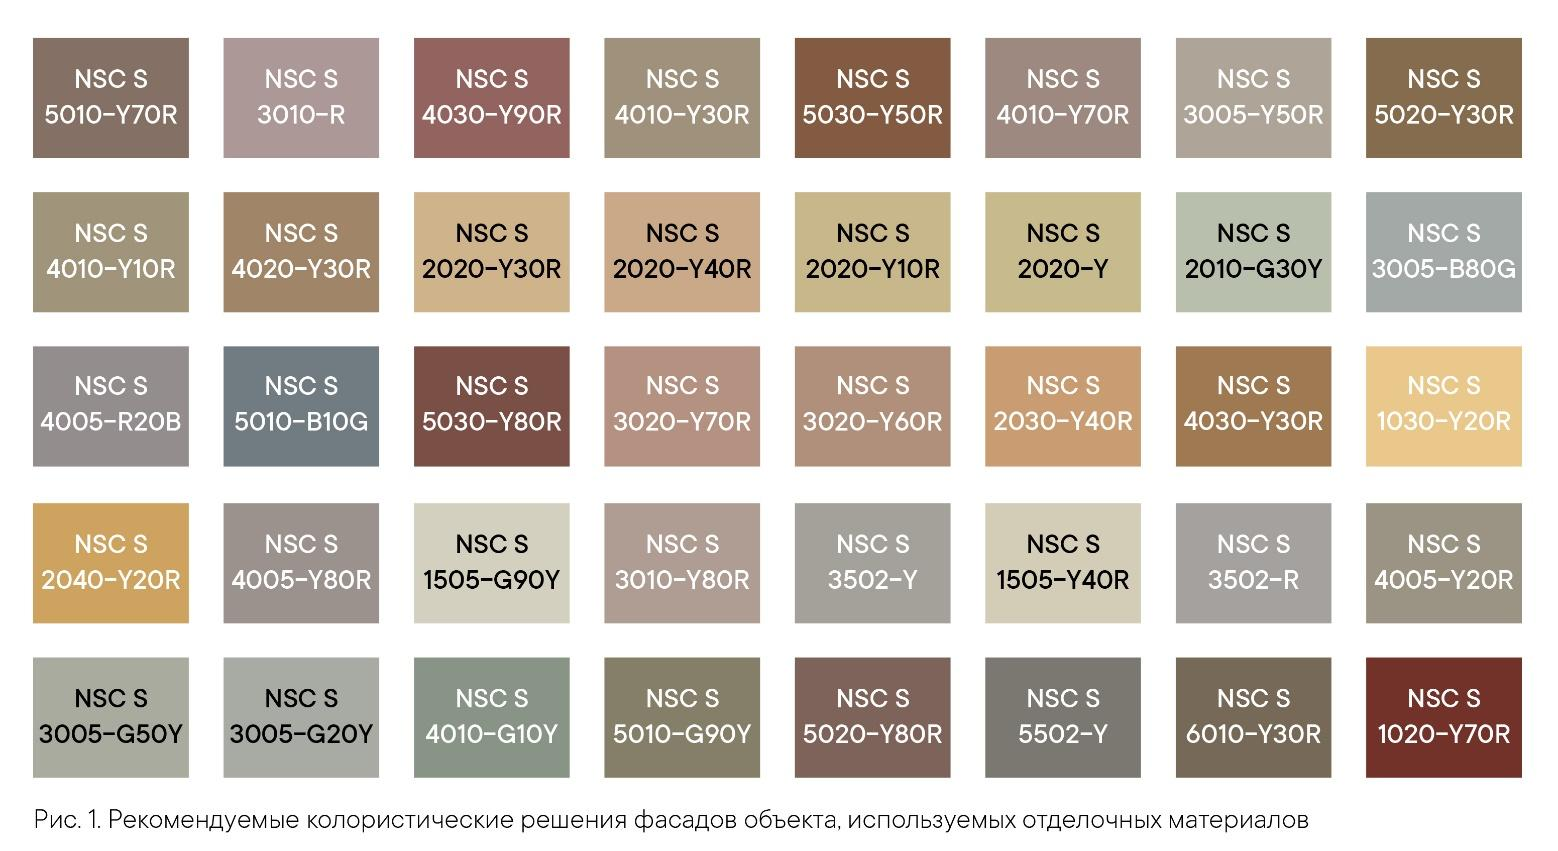 NSC S
5010-Y70R
NSC S
3010-R
NSC S
4030-Y90R
NSC S
4010-Y30R
NSC S
5030-Y50R
NSC S
4010-Y70R
NSC S
3005-Y50R
NSC S
5020-Y30R
NSC S
4010-Y10R
NSC S
4020-Y30R
NSC S
2020-Y30R
NSC S
2020-Y40R
NSC S
2020-Y10R
NSC S
2020-Y
NSC S
2010-G30Y
NSC S
3005-B80G
NSC S
4005-R20B
NSC S
5010-B10G
NSC S
5030-Y80R
NSC S
3020-Y70R
NSC S
3020-Y60R
NSC S
2030-Y40R
NSC S
4030-Y30R
NSC S
1030-Y20R
NSC S
2040-Y20R
NSC S
4005-Y80R
NSC S
1505-G90Y
NSC S
3010-Y80R
NSC S
3502-Y
NSC S
1505-Y40R
NSC S
3502-R
NSC S
4005-Y20R
NSC S
3005-G50Y
NSC S
3005-G20Y
NSC S
4010-G10Y
NSC S
5010-G90Y
NSC S
5020-Y80R
NSC S
5502-Y
NSC S
6010-Y30R
NSC S
1020-Y70R
Рис. 1. Рекомендуемые колористические решения фасадов объекта, используемых отделочных материалов